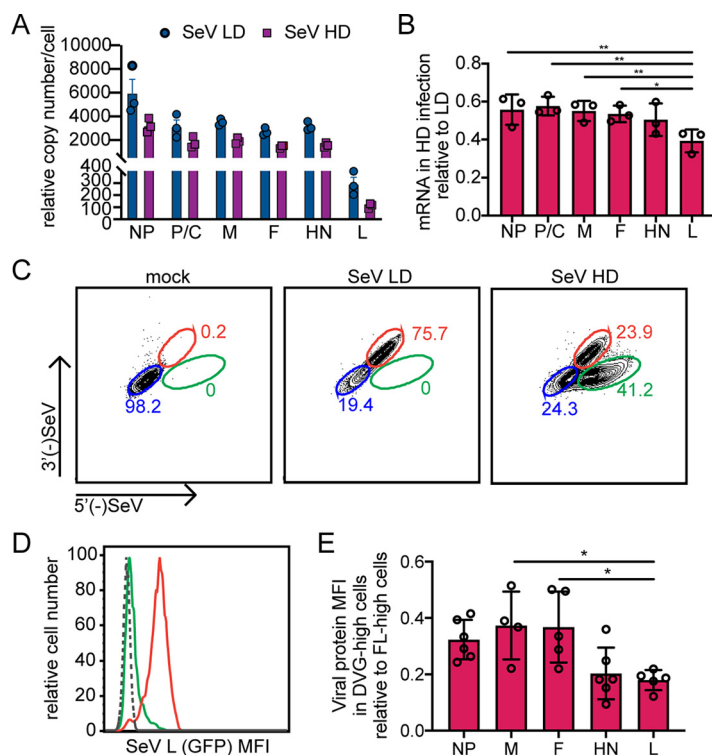 A
SeV LD
SeV HD
relative copy number/cell
10000
8000
6000
4000
2000
400
300
200
100
0
NP P/C M F HN L
B
mRNA in HD infection
relative to LD
0.8
0.6
0.4
0.2
0.0
**
*
**
**
*
NP P/C M F HN L
C
mock
SeV LD
SeV HD
0.2
0
98.2
75.7
0
19.4
23.9
41.2
24.3
3'(-)SeV
5'(-)SeV
D
relative cell number
100
80
60
40
20
0
SeV L (GFP) MFI
E
Viral protein MFI
in DVG-high cells
relative to FL-high cells
0.6
0.4
0.2
0.0
*
*
NP M F HN L